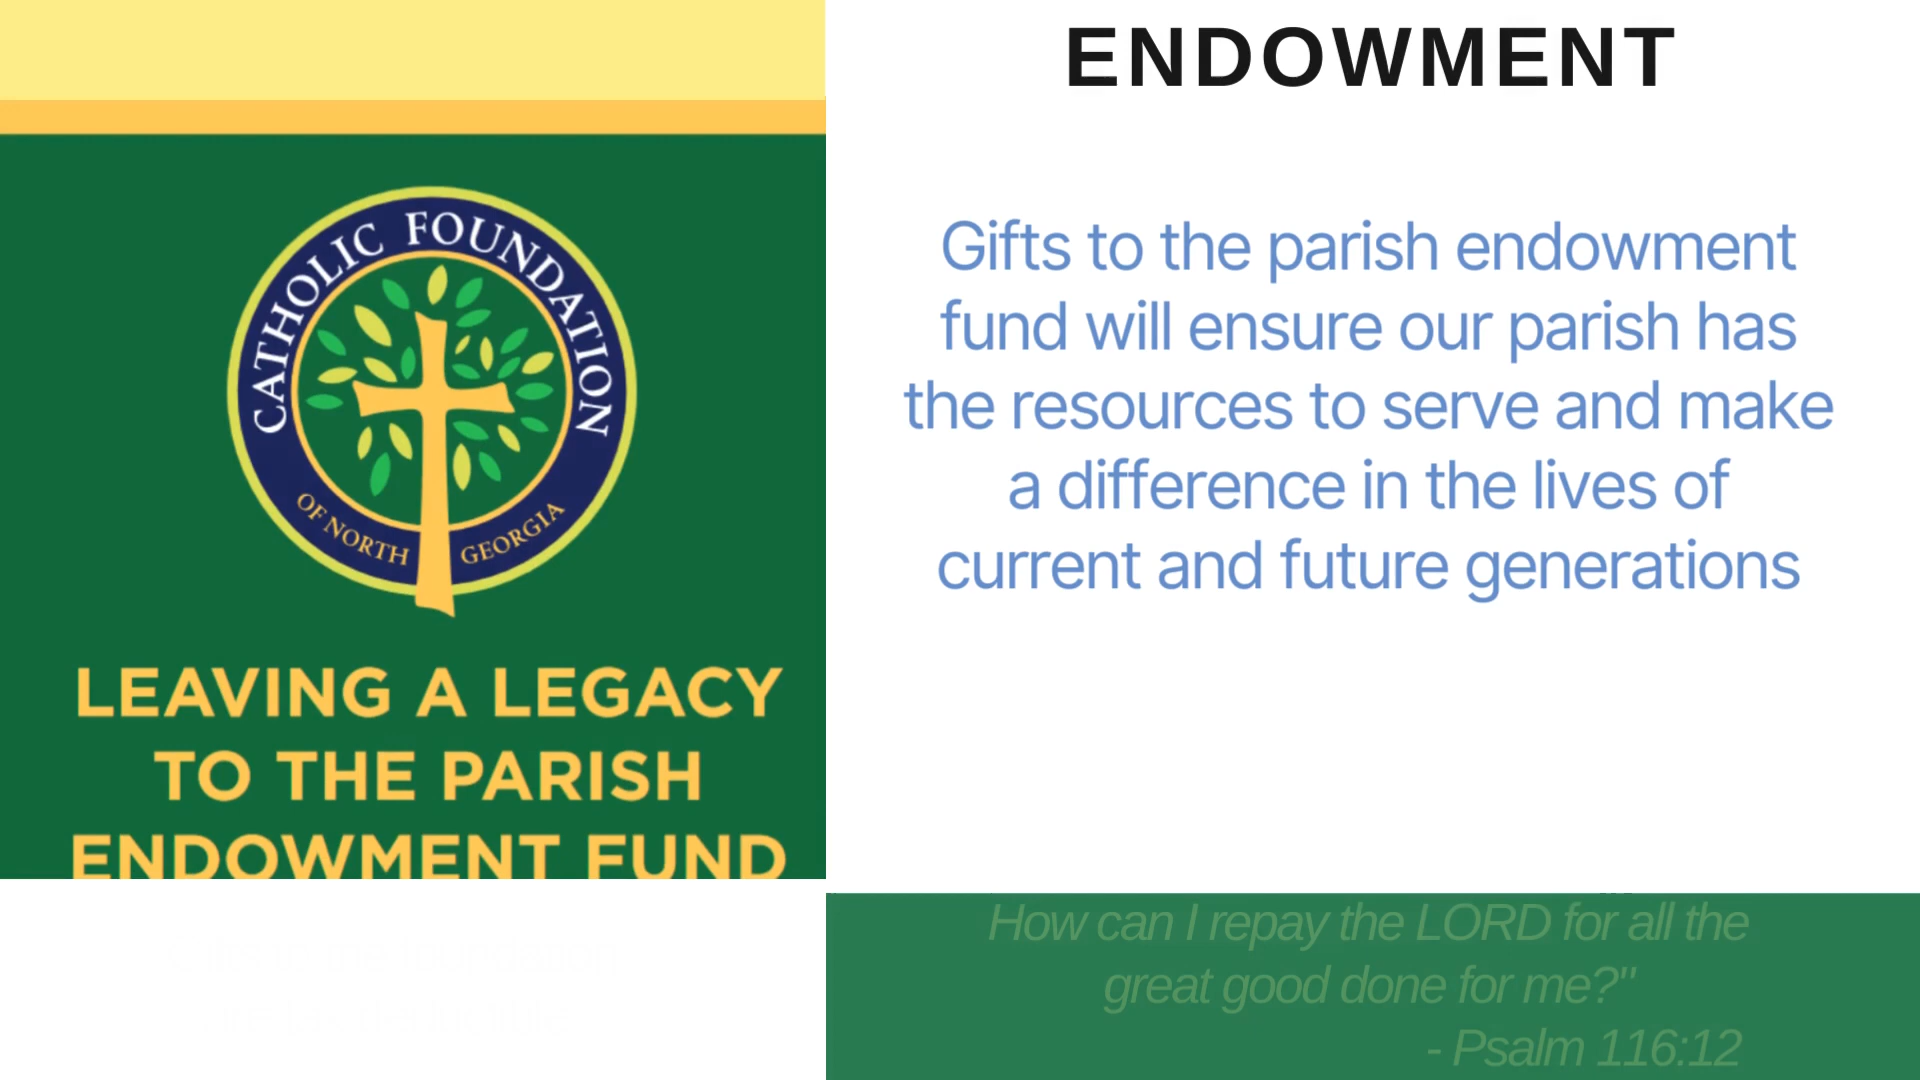 CATHOLIC FOUNDATION
OF NORTH GEORGIA
LEAVING A LEGACY
TO THE PARISH
ENDOWMENT FUND
ENDOWMENT
Gifts to the parish endowment
fund will ensure our parish has
the resources to serve and make
a difference in the lives of
current and future generations
How can I repay the LORD for all the
great good done for me?"
- Psalm 116:12